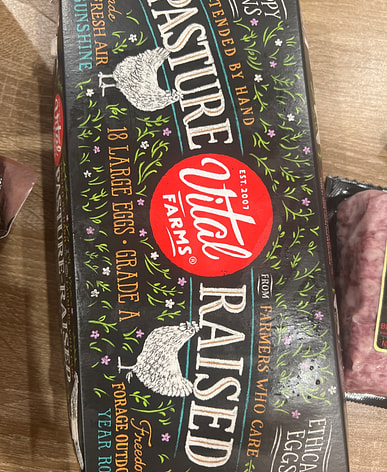 PASTURE
RAISED
TENDED BY HAND
EST. 2007
Vital
FARMS®
FROM FARMERS WHO CARE
18 LARGE EGGS • GRADE A
FRESH AIR
SUNSHINE
FORAGE OUTDO
YEAR RO
ETHICA
EGGS